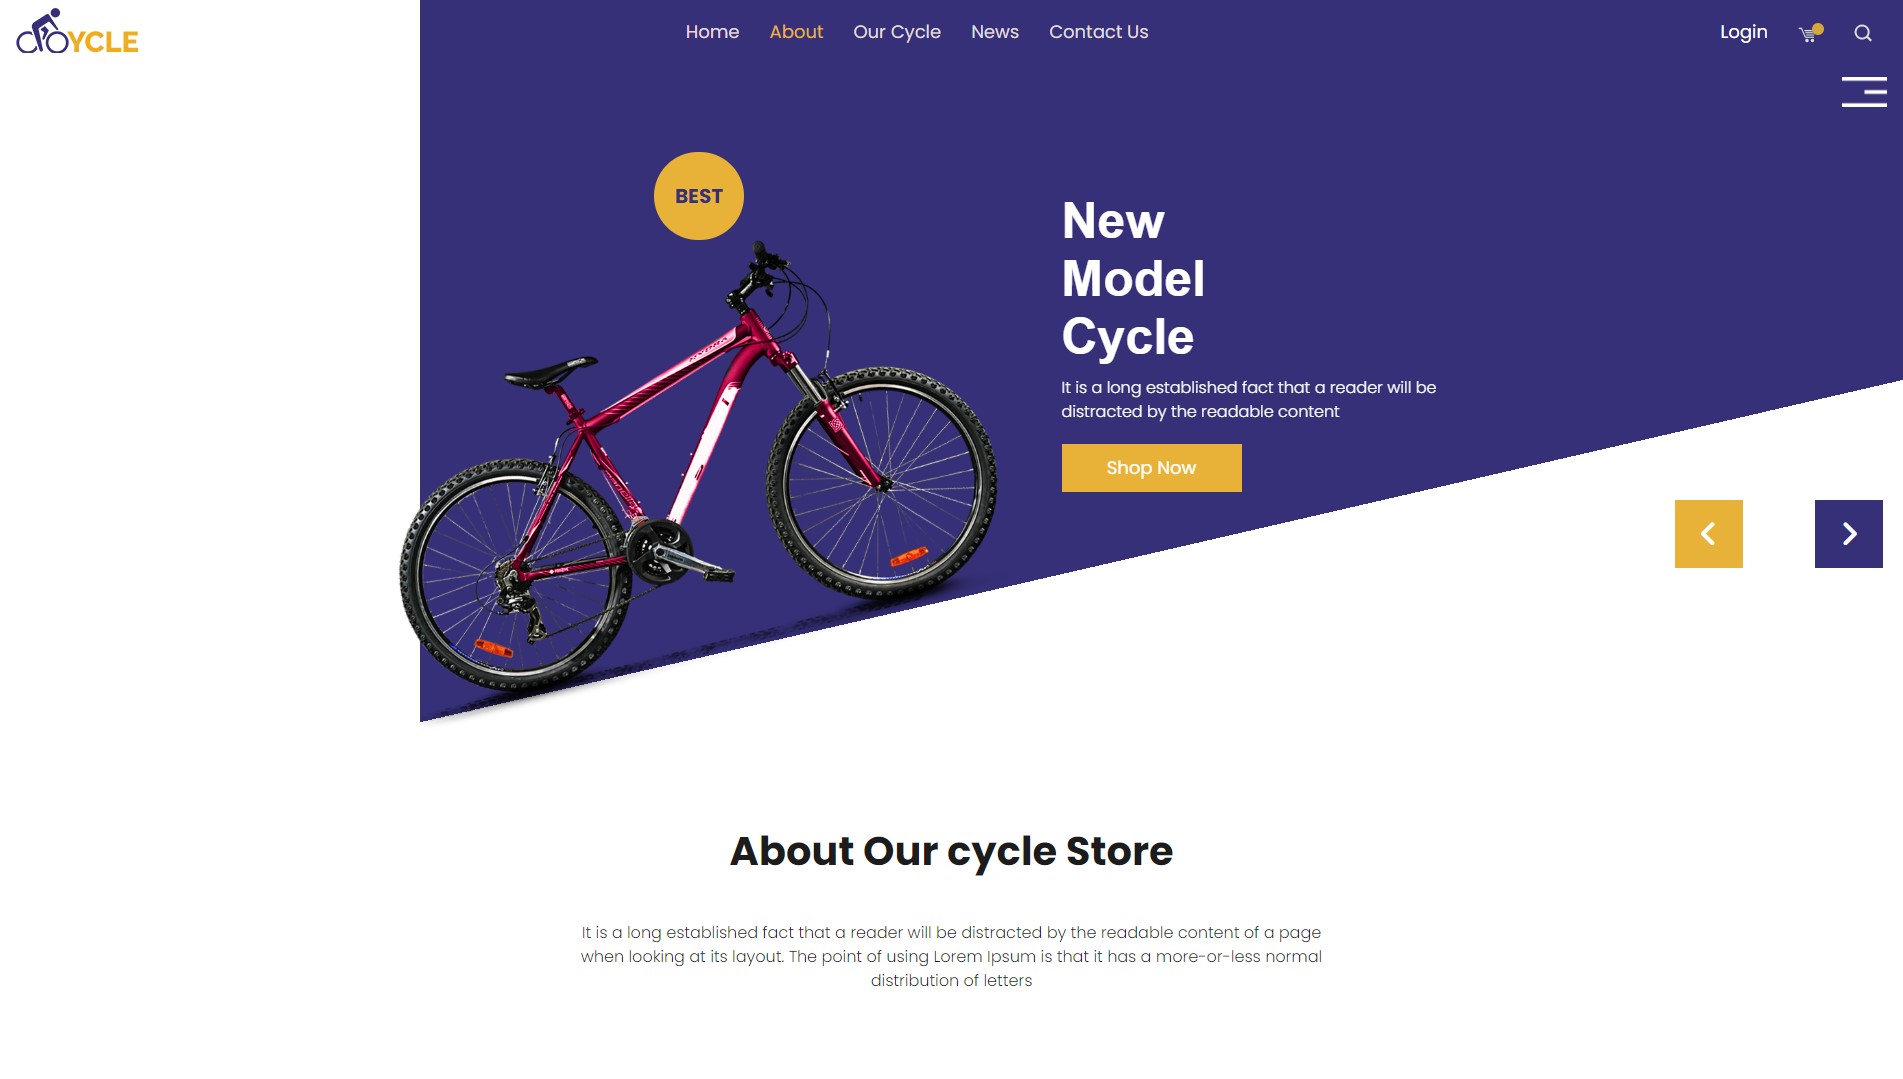 YCLE
Home About Our Cycle News Contact Us
Login
BEST
New
Model
Cycle
It is a long established fact that a reader will be
distracted by the readable content
Shop Now
About Our cycle Store
It is a long established fact that a reader will be distracted by the readable content of a page
when looking at its layout. The point of using Lorem Ipsum is that it has a more-or-less normal
distribution of letters